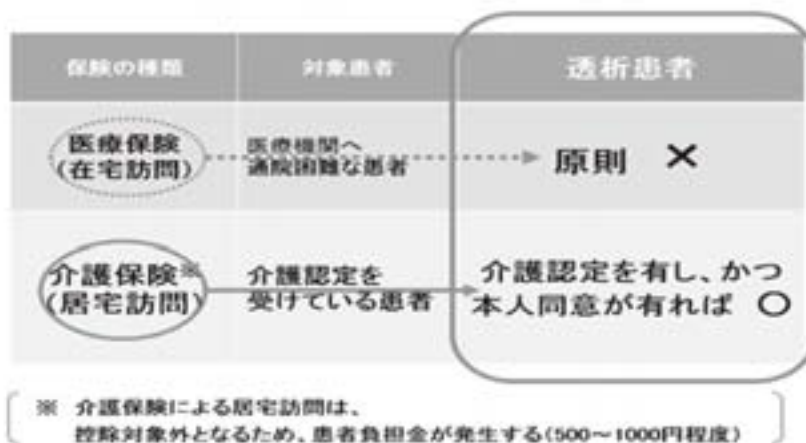 保険の種類 対象患者 透析患者
医療保険
(在宅訪問)
医療機関へ
通院困難な患者
原則 ×
介護保険※
(居宅訪問)
介護認定を
受けている患者
介護認定を有し、かつ
本人同意が有れば ○
※ 介護保険による居宅訪問は、
控除対象外となるため、患者負担金が発生する(500〜1000円程度)